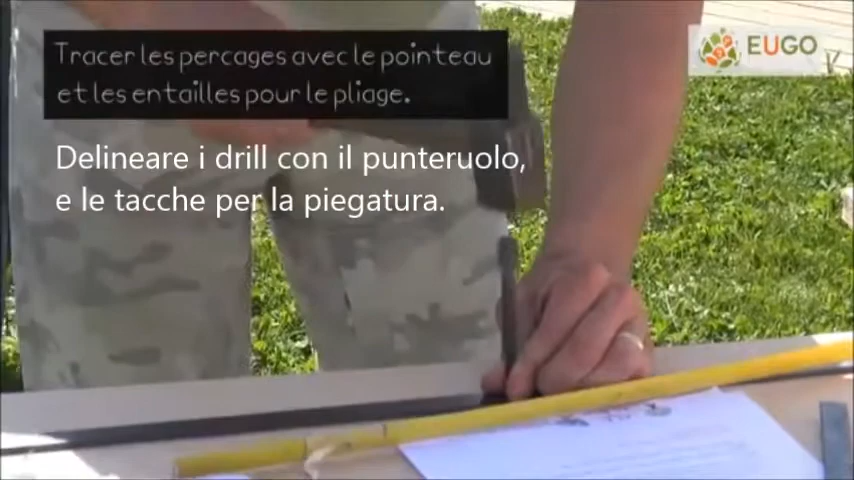 Tracer les percages avec le pointeau
et les entailles pour le pliage.
EUGO
Delineare i drill con il punteruolo,
e le tacche per la piegatura.